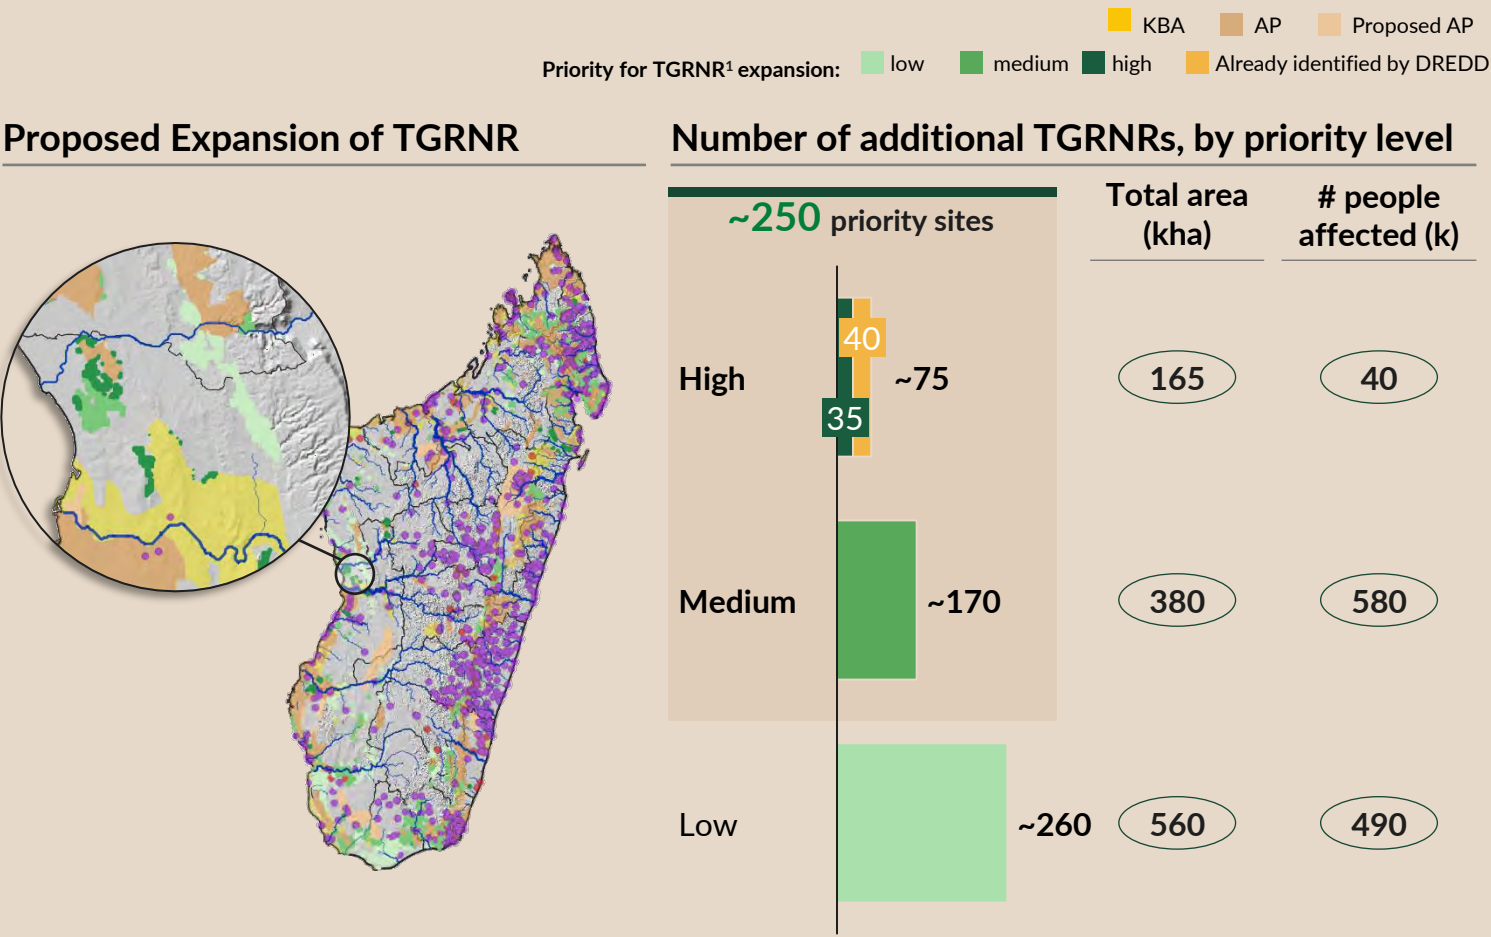 KBA AP Proposed AP
Priority for TGRNR¹ expansion: low medium high Already identified by DREDD
Proposed Expansion of TGRNR
Number of additional TGRNRs, by priority level
~250 priority sites
Total area
(kha)
# people
affected (k)
High
40
35
~75
165
40
Medium
~170
380
580
Low
~260
560
490